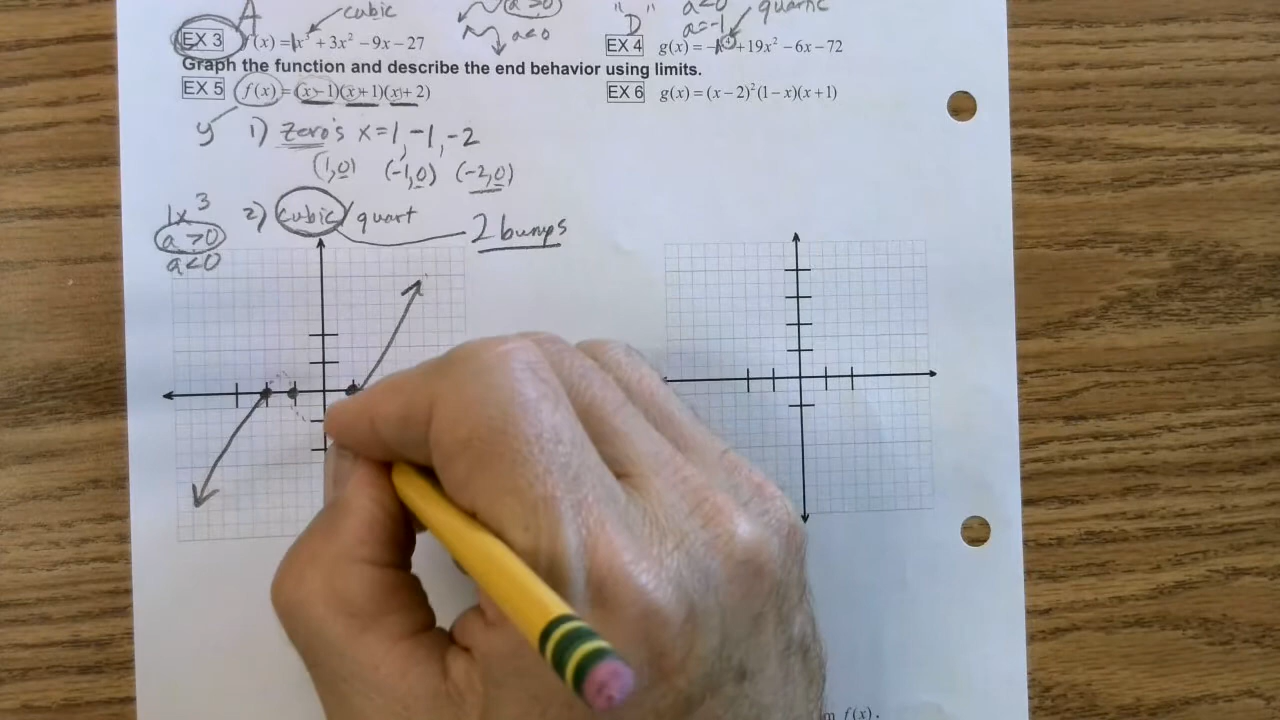 A cubic a>0 "D" a<0 quartic
a<0 a=-1
EX 3 f(x) = 1x³ + 3x² − 9x − 27 EX 4 g(x) = −1x⁴ + 19x² − 6x − 72
Graph the function and describe the end behavior using limits.
EX 5 f(x) = (x − 1)(x + 1)(x + 2) EX 6 g(x) = (x − 2)²(1 − x)(x + 1)
y 1) Zero's x = 1, -1, -2
(1,0) (-1,0) (-2,0)
1x³ 2) cubic/quart 2 bumps
a>0
a<0
f(x).